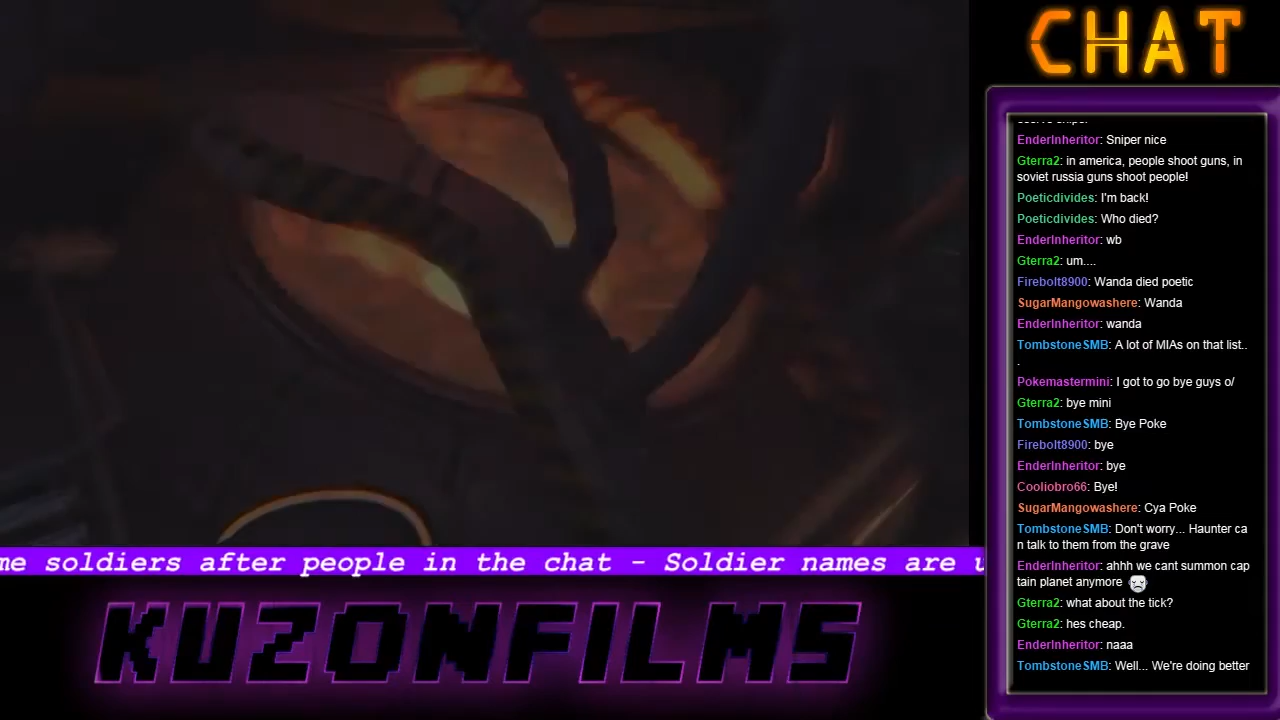 CHAT
EnderInheritor: Sniper nice
Gterra2: in america, people shoot guns, in
soviet russia guns shoot people!
Poeticdivides: I'm back!
Poeticdivides: Who died?
EnderInheritor: wb
Gterra2: um....
Firebolt8900: Wanda died poetic
SugarMangowashere: Wanda
EnderInheritor: wanda
TombstoneSMB: A lot of MIAs on that list..
.
Pokemastermini: I got to go bye guys o/
Gterra2: bye mini
TombstoneSMB: Bye Poke
Firebolt8900: bye
EnderInheritor: bye
Cooliobro66: Bye!
SugarMangowashere: Cya Poke
TombstoneSMB: Don't worry... Haunter ca
n talk to them from the grave
EnderInheritor: ahhh we cant summon cap
tain planet anymore
Gterra2: what about the tick?
Gterra2: hes cheap.
EnderInheritor: naaa
TombstoneSMB: Well... We're doing better
me soldiers after people in the chat - Soldier names are u
KUZONFILMS